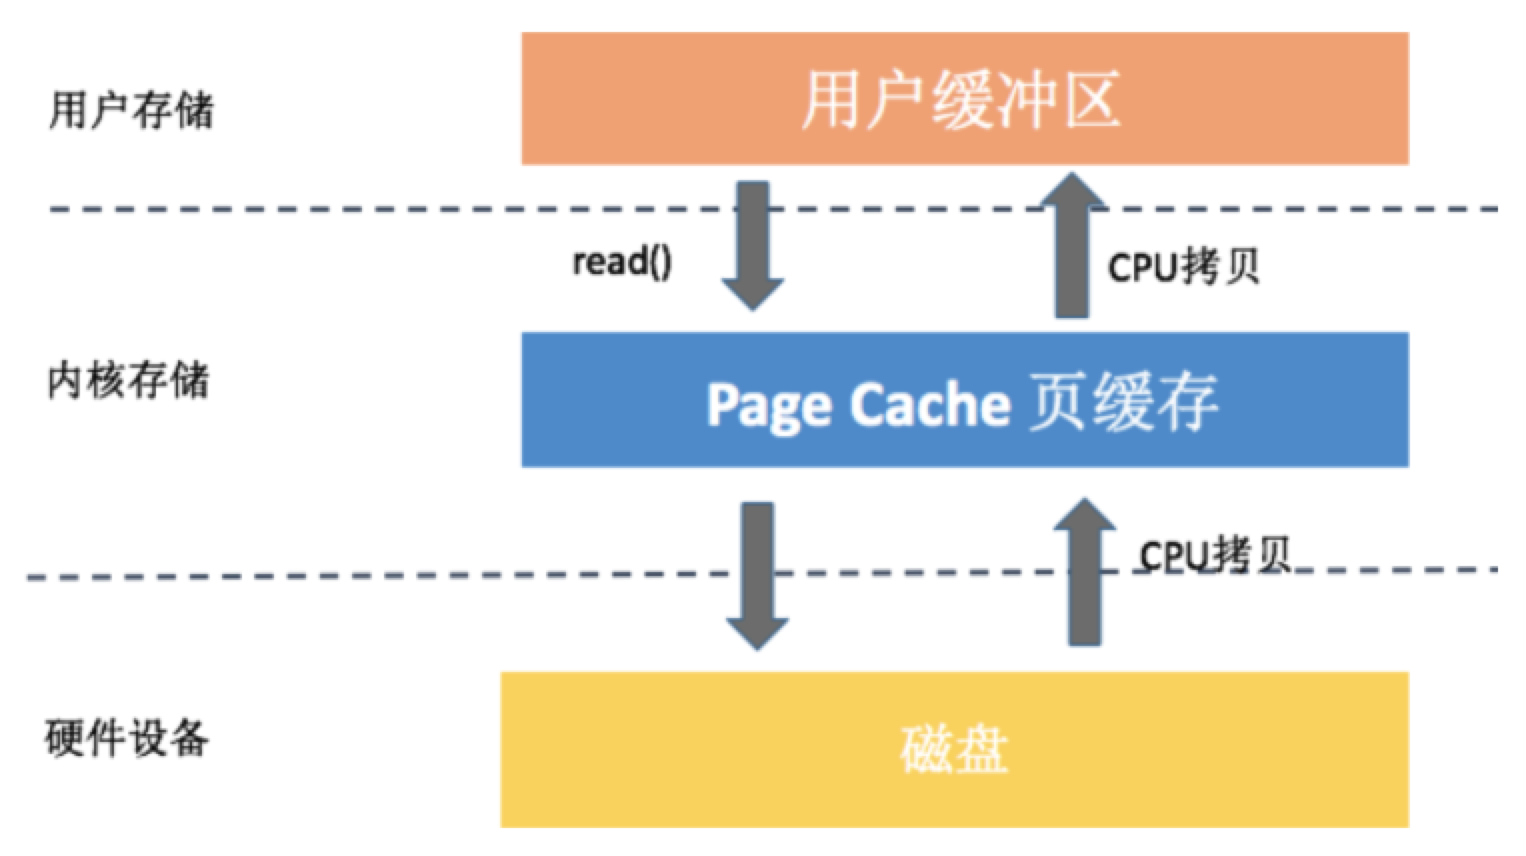 用户存储
用户缓冲区
read()
CPU拷贝
内核存储
Page Cache 页缓存
CPU拷贝
硬件设备
磁盘